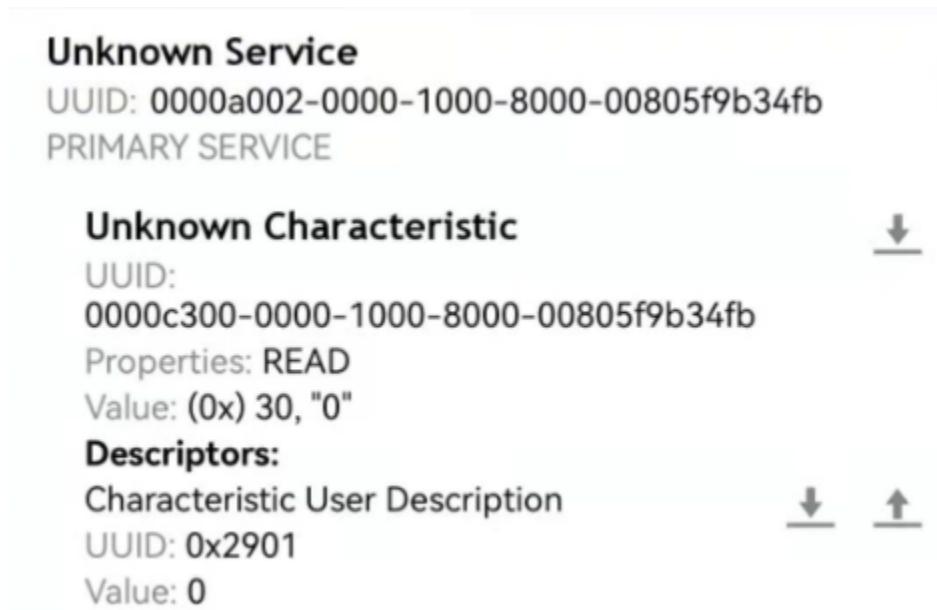 Unknown Service
UUID: 0000a002-0000-1000-8000-00805f9b34fb
PRIMARY SERVICE
Unknown Characteristic
UUID:
0000c300-0000-1000-8000-00805f9b34fb
Properties: READ
Value: (0x) 30, "0"
Descriptors:
Characteristic User Description
UUID: 0x2901
Value: 0